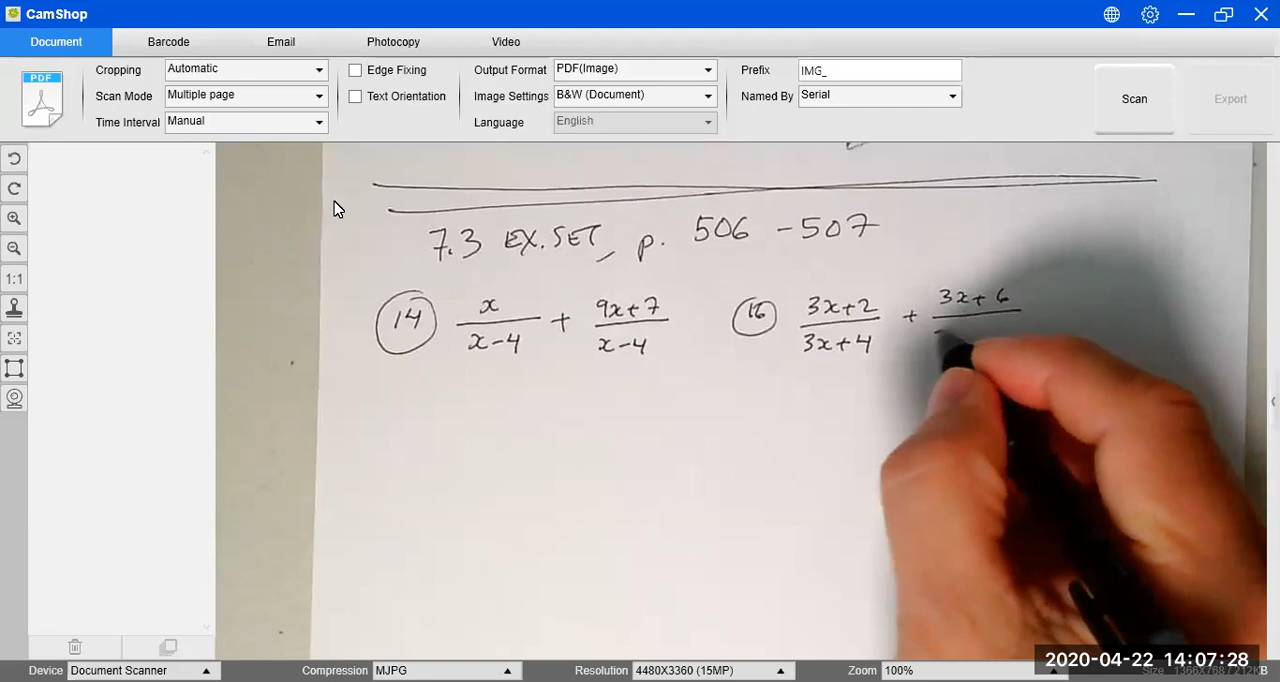 CamShop
Document Barcode Email Photocopy Video
Cropping Automatic Edge Fixing Output Format PDF(Image) Prefix IMG_
PDF Scan Mode Multiple page Text Orientation Image Settings B&W (Document) Named By Serial Scan Export
Time Interval Manual Language English
1:1
7.3 EX. SET, p. 506 - 507
14 x/x-4 + 9x+7/x-4 16 3x+2/3x+4 + 3x+6
2020-04-22 14:07:28
Device Document Scanner Compression MJPG Resolution 4480X3360 (15MP) Zoom 100%